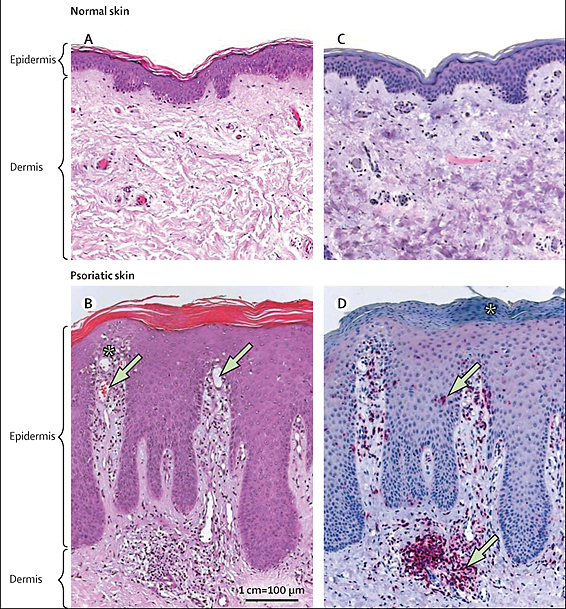 Normal skin
A
C
Epidermis
Dermis
Psoriatic skin
B
D
*
*
Epidermis
Dermis
1 cm=100 µm